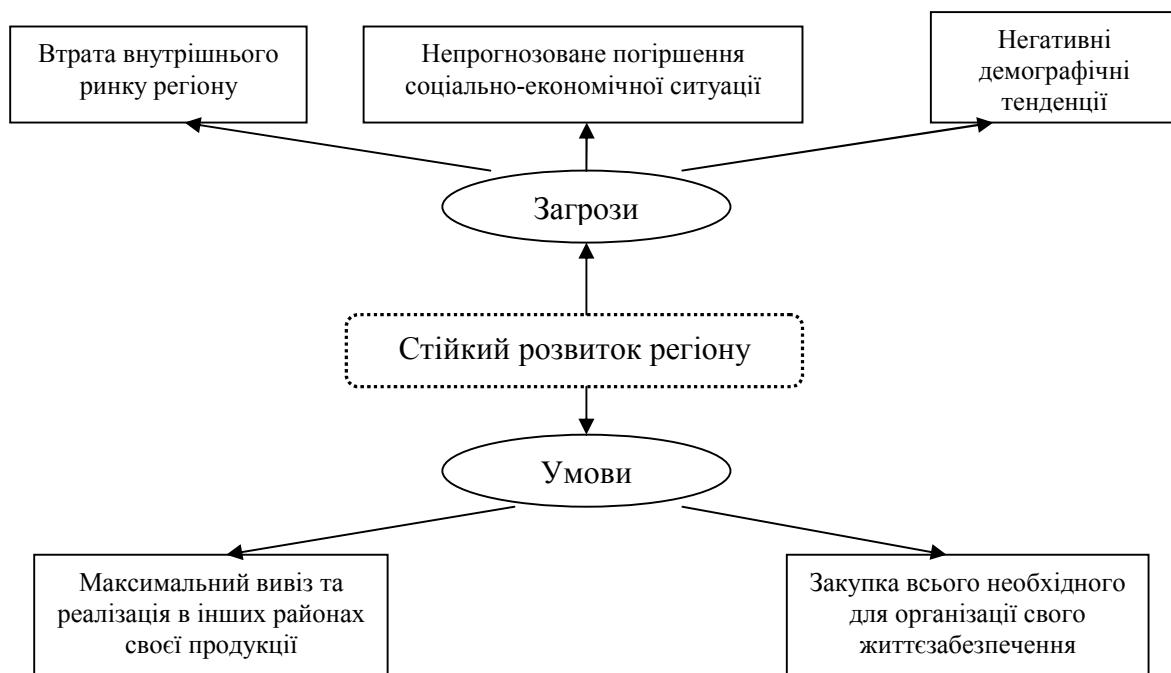 Втрата внутрішнього
ринку регіону
Непрогнозоване погіршення
соціально-економічної ситуації
Негативні
демографічні
тенденції
Загрози
Стійкий розвиток регіону
Умови
Максимальний вивіз та
реалізація в інших районах
своєї продукції
Закупка всього необхідного
для організації свого
життєзабезпечення